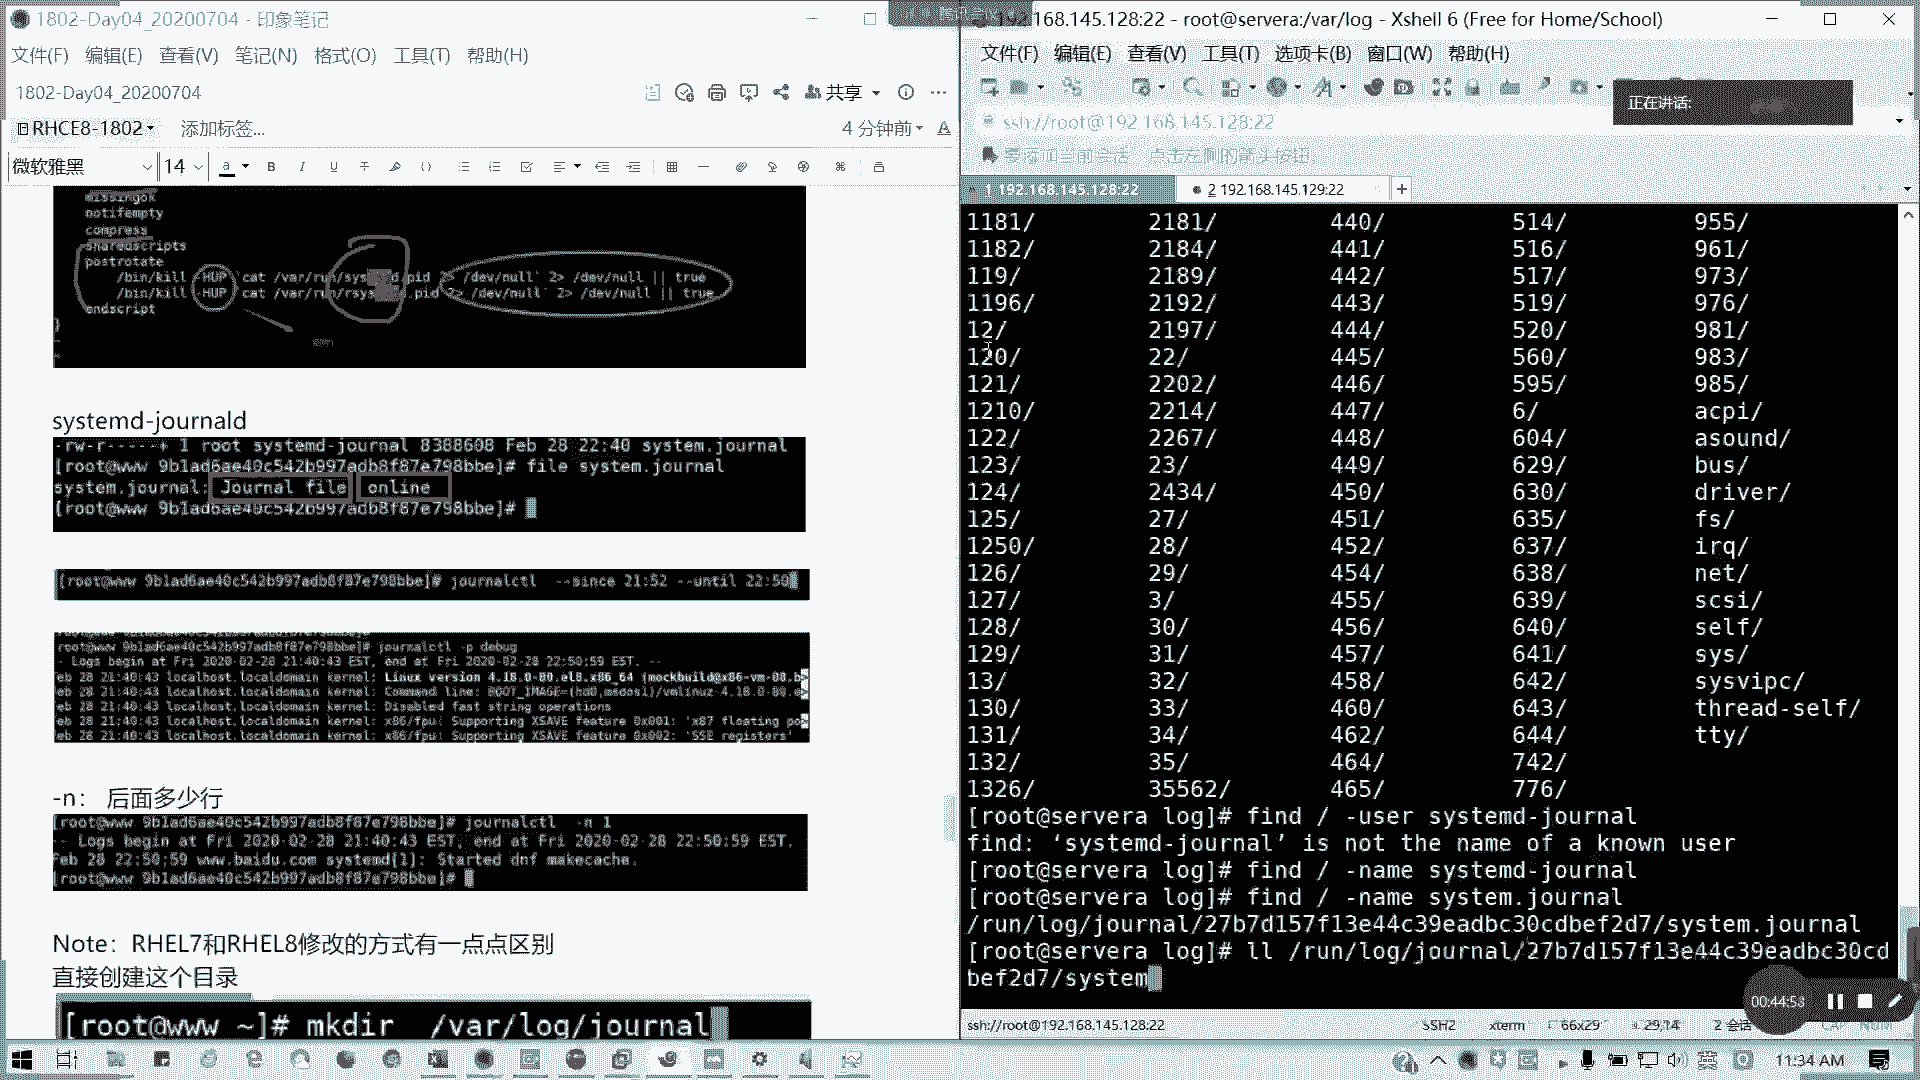 1802-Day04_20200704 - 印象笔记
文件(F) 编辑(E) 查看(V) 笔记(N) 格式(O) 工具(T) 帮助(H)
1802-Day04_20200704
共享
RHCE8-1802
添加标签...
4 分钟前
微软雅黑 14
missingok
notifempty
compress
sharedscripts
postrotate
/bin/kill -HUP `cat /var/run/sys d.pid 2> /dev/null` 2> /dev/null || true
/bin/kill -HUP `cat /var/run/rsys d.pid 2> /dev/null` 2> /dev/null || true
endscript
}
systemd-journald
-rw-r-----+ 1 root systemd-journal 8388608 Feb 28 22:40 system.journal
[root@www 9b1ad6ae40c542b997adb8f87e798bbe]# file system.journal
system.journal: Journal file online
[root@www 9b1ad6ae40c542b997adb8f87e798bbe]#
[root@www 9b1ad6ae40c542b997adb8f87e798bbe]# journalctl --since 21:52 --until 22:50
root@www 9b1ad6ae40c542b997adb8f87e798bbe]# journalctl -p debug
- Logs begin at Fri 2020-02-28 21:40:43 EST, end at Fri 2020-02-28 22:50:59 EST. --
eb 28 21:40:43 localhost.localdomain kernel: Linux version 4.18.0-80.el8.x86_64 (mockbuild@x86-vm-08.b
eb 28 21:40:43 localhost.localdomain kernel: Command line: BOOT_IMAGE=(hd0,msdos1)/vmlinuz-4.18.0-80.e
eb 28 21:40:43 localhost.localdomain kernel: Disabled fast string operations
eb 28 21:40:43 localhost.localdomain kernel: x86/fpu: Supporting XSAVE feature 0x001: 'x87 floating po
eb 28 21:40:43 localhost.localdomain kernel: x86/fpu: Supporting XSAVE feature 0x002: 'SSE registers'
-n： 后面多少行
[root@www 9b1ad6ae40c542b997adb8f87e798bbe]# journalctl -n 1
-- Logs begin at Fri 2020-02-28 21:40:43 EST, end at Fri 2020-02-28 22:50:59 EST.
Feb 28 22:50:59 www.baidu.com systemd[1]: Started dnf makecache.
[root@www 9b1ad6ae40c542b997adb8f87e798bbe]#
Note：RHEL7和RHEL8修改的方式有一点点区别
直接创建这个目录
[root@www ~]# mkdir /var/log/journal
192.168.145.128:22 - root@servera:/var/log - Xshell 6 (Free for Home/School)
文件(F) 编辑(E) 查看(V) 工具(T) 选项卡(B) 窗口(W) 帮助(H)
正在讲话:
ssh://root@192.168.145.128:22
要添加当前会话，点击左侧的箭头按钮。
1 192.168.145.128:22
2 192.168.145.129:22
1181/ 2181/ 440/ 514/ 955/
1182/ 2184/ 441/ 516/ 961/
119/ 2189/ 442/ 517/ 973/
1196/ 2192/ 443/ 519/ 976/
12/ 2197/ 444/ 520/ 981/
120/ 22/ 445/ 560/ 983/
121/ 2202/ 446/ 595/ 985/
1210/ 2214/ 447/ 6/ acpi/
122/ 2267/ 448/ 604/ asound/
123/ 23/ 449/ 629/ bus/
124/ 2434/ 450/ 630/ driver/
125/ 27/ 451/ 635/ fs/
1250/ 28/ 452/ 637/ irq/
126/ 29/ 454/ 638/ net/
127/ 3/ 455/ 639/ scsi/
128/ 30/ 456/ 640/ self/
129/ 31/ 457/ 641/ sys/
13/ 32/ 458/ 642/ sysvipc/
130/ 33/ 460/ 643/ thread-self/
131/ 34/ 462/ 644/ tty/
132/ 35/ 464/ 742/
1326/ 35562/ 465/ 776/
[root@servera log]# find / -user systemd-journal
find: ‘systemd-journal’ is not the name of a known user
[root@servera log]# find / -name systemd-journal
[root@servera log]# find / -name system.journal
/run/log/journal/27b7d157f13e44c39eadbc30cdbef2d7/system.journal
[root@servera log]# ll /run/log/journal/27b7d157f13e44c39eadbc30cd
bef2d7/system
00:44:53
ssh://root@192.168.145.128:22 SSH2 xterm 66x29 29,14 2 会话 CAP NUM
英
11:34 AM